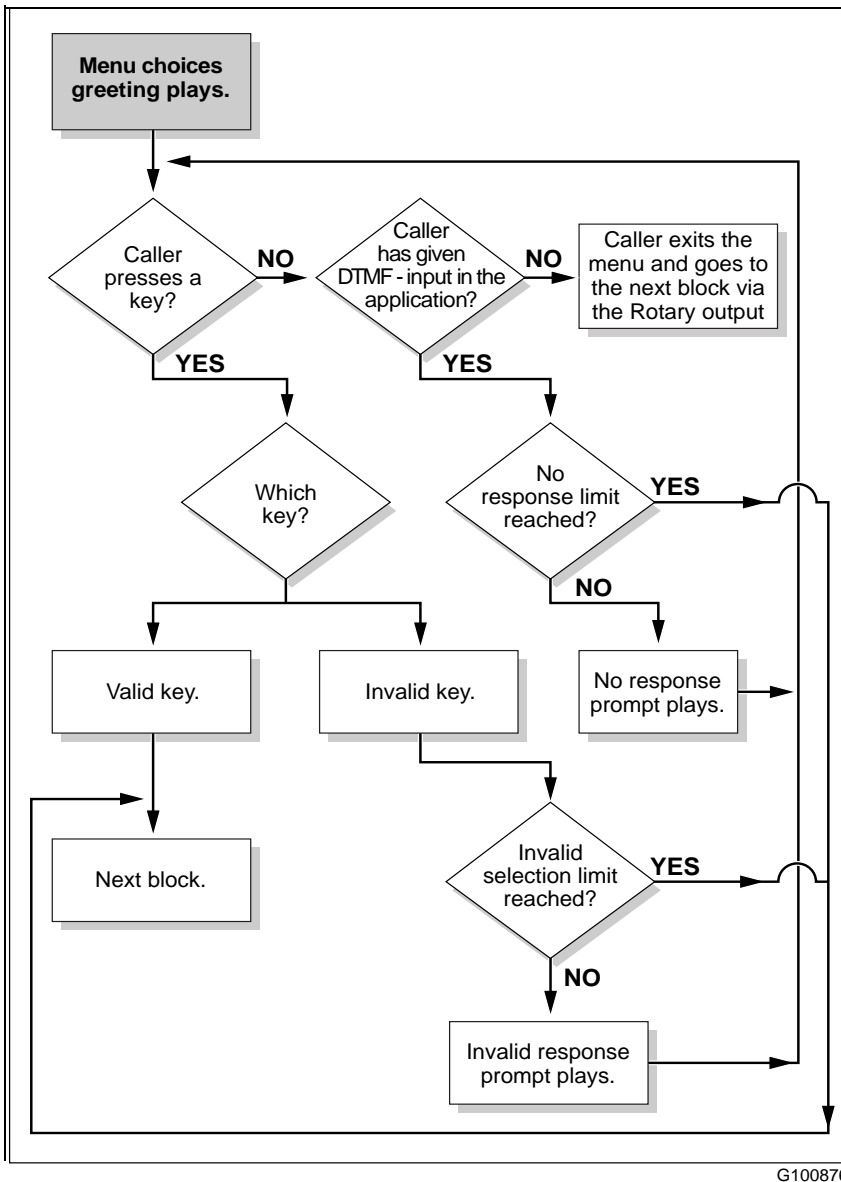 Menu choices
greeting plays.
Caller
presses a
key?
NO
Caller
has given
DTMF - input in the
application?
NO
Caller exits the
menu and goes to
the next block via
the Rotary output
YES
YES
Which
key?
No
response limit
reached?
YES
NO
Valid key.
Invalid key.
No response
prompt plays.
Next block.
Invalid
selection limit
reached?
YES
NO
Invalid response
prompt plays.